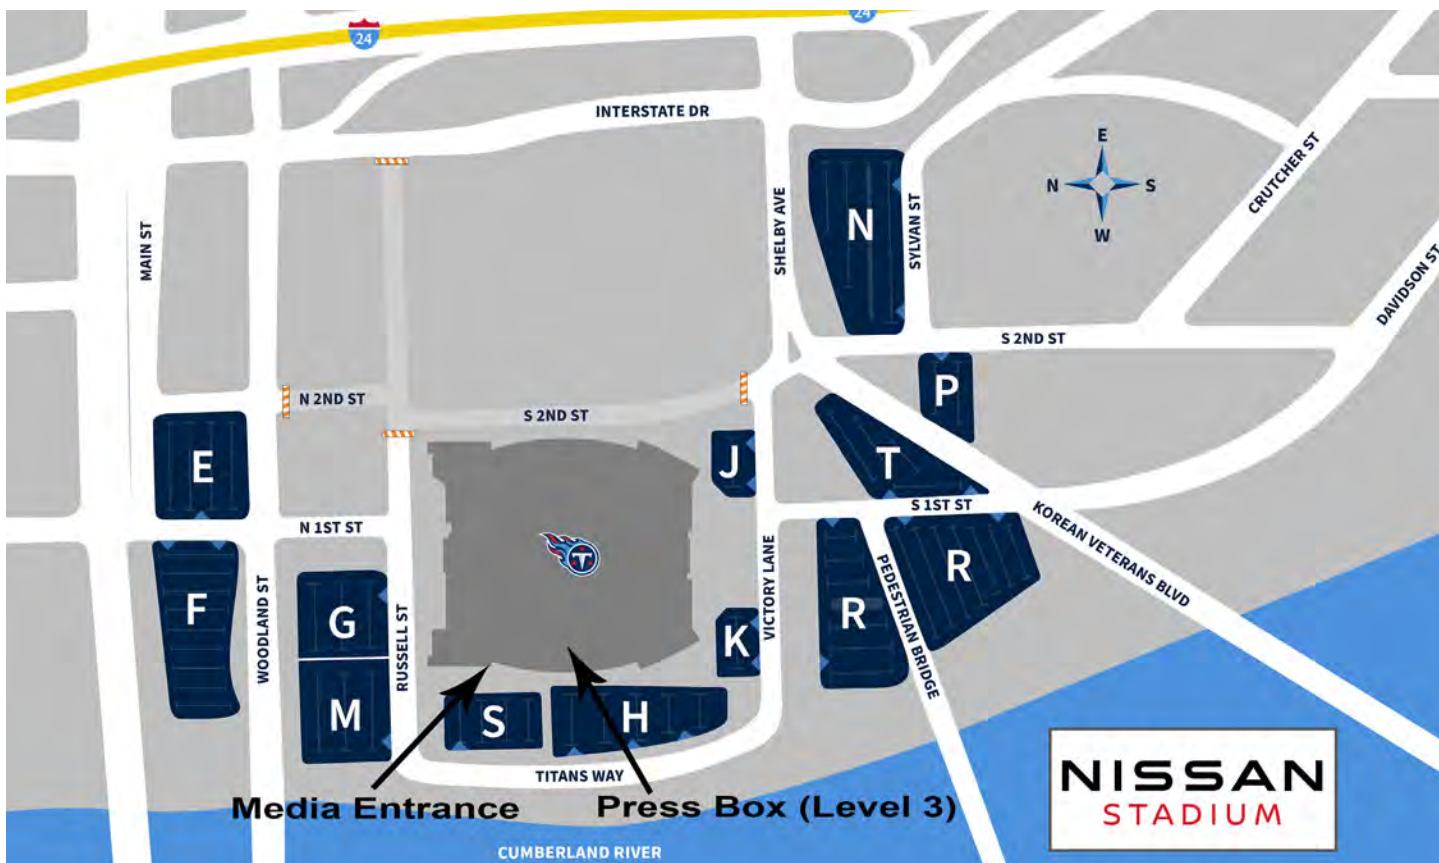 24
24
INTERSTATE DR
E
N
S
W
MAIN ST
SHELBY AVE
N
SYLVAN ST
CRUTCHER ST
DAVIDSON ST
S 2ND ST
N 2ND ST
S 2ND ST
P
E
J
T
N 1ST ST
S 1ST ST
T
KOREAN VETERANS BLVD
F
WOODLAND ST
G
RUSSELL ST
VICTORY LANE
PEDESTRIAN BRIDGE
R
R
K
M
S
H
TITANS WAY
Media Entrance
Press Box (Level 3)
NISSAN
STADIUM
CUMBERLAND RIVER